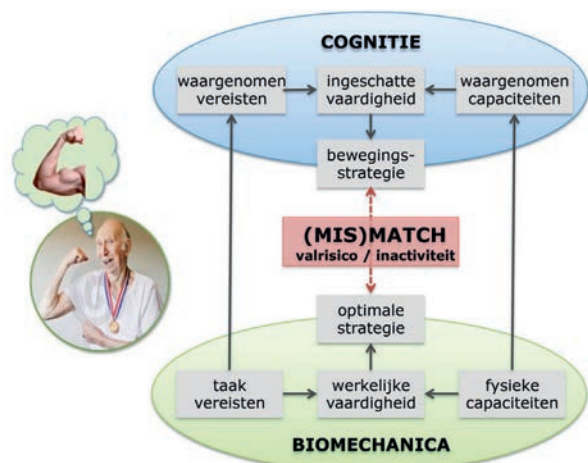 COGNITIE
waargenomen
vereisten
ingeschatte
vaardigheid
waargenomen
capaciteiten
bewegings-
strategie
(MIS)MATCH
valrisico / inactiviteit
optimale
strategie
taak
vereisten
werkelijke
vaardigheid
fysieke
capaciteiten
BIOMECHANICA